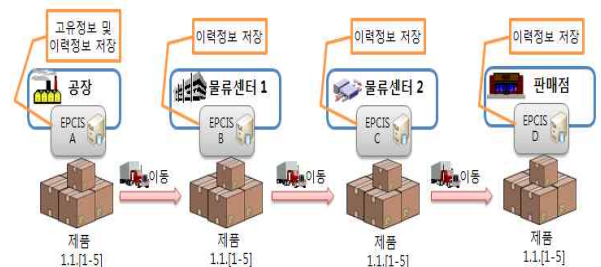 고유정보 및
이력정보 저장
이력정보 저장
이력정보 저장
이력정보 저장
공장
물류센터 1
물류센터 2
판매점
EPCIS
A
EPCIS
B
EPCIS
C
EPCIS
D
이동
이동
이동
제품
1.1.[1-5]
제품
1.1.[1-5]
제품
1.1.[1-5]
제품
1.1.[1-5]